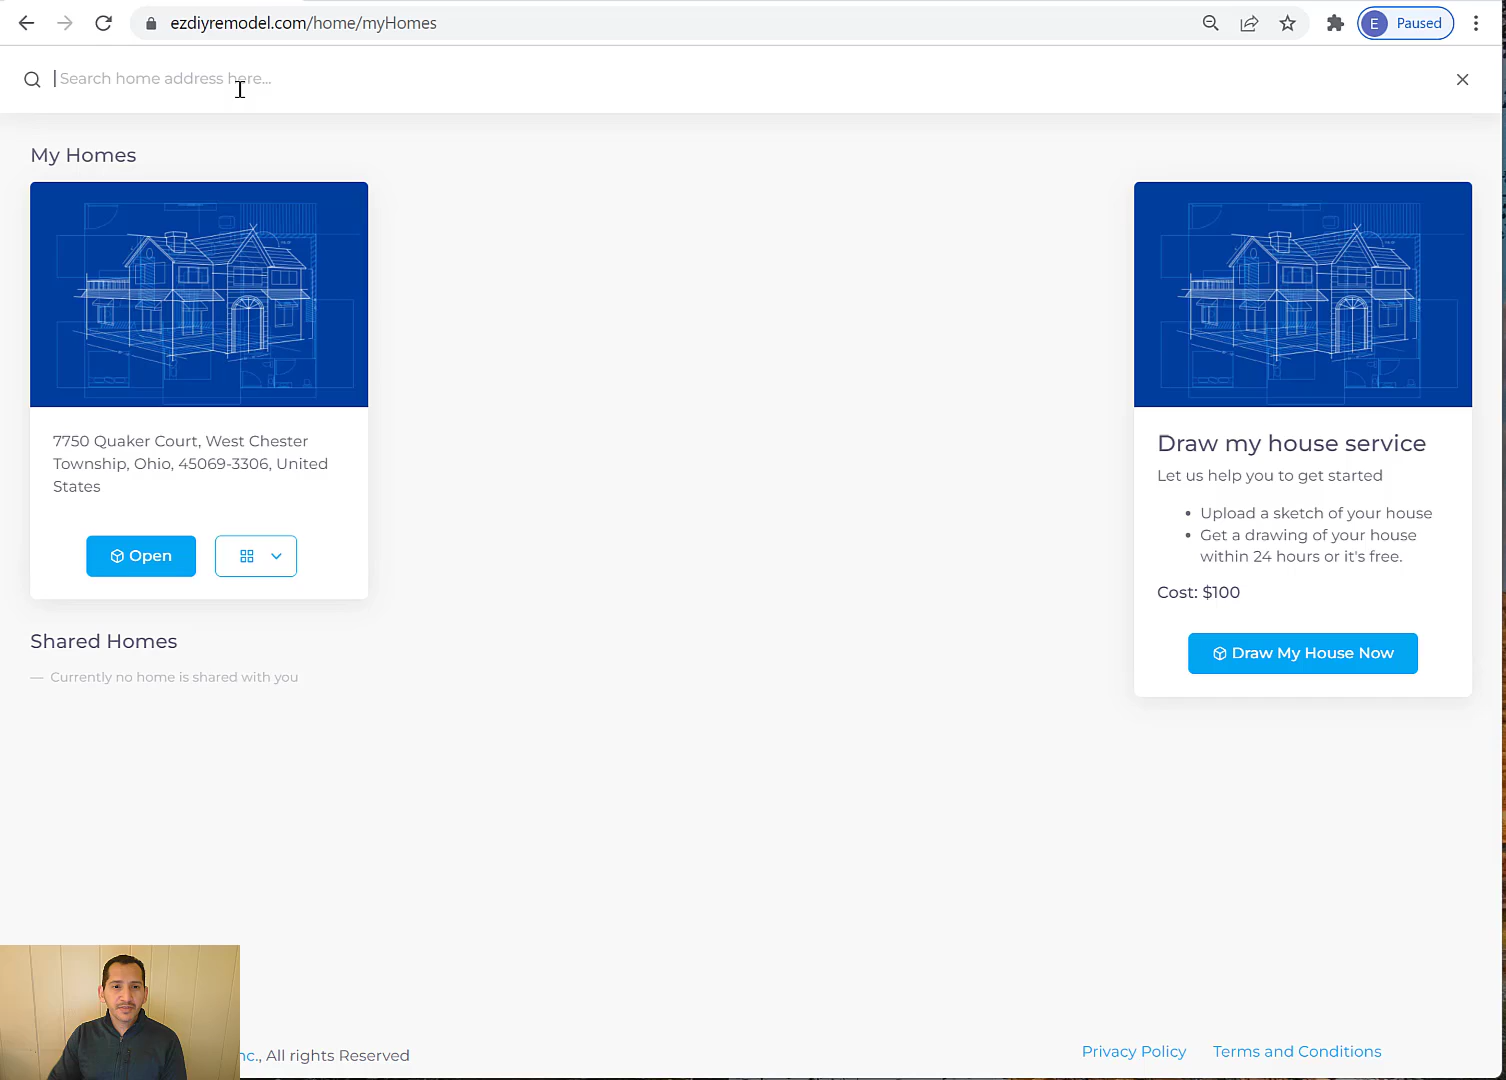 ezdiyremodel.com/home/myHomes
E Paused
Search home address here...
My Homes
7750 Quaker Court, West Chester
Township, Ohio, 45069-3306, United
States
Open
Shared Homes
— Currently no home is shared with you
Draw my house service
Let us help you to get started
• Upload a sketch of your house
• Get a drawing of your house
within 24 hours or it's free.
Cost: $100
Draw My House Now
nc., All rights Reserved
Privacy Policy Terms and Conditions